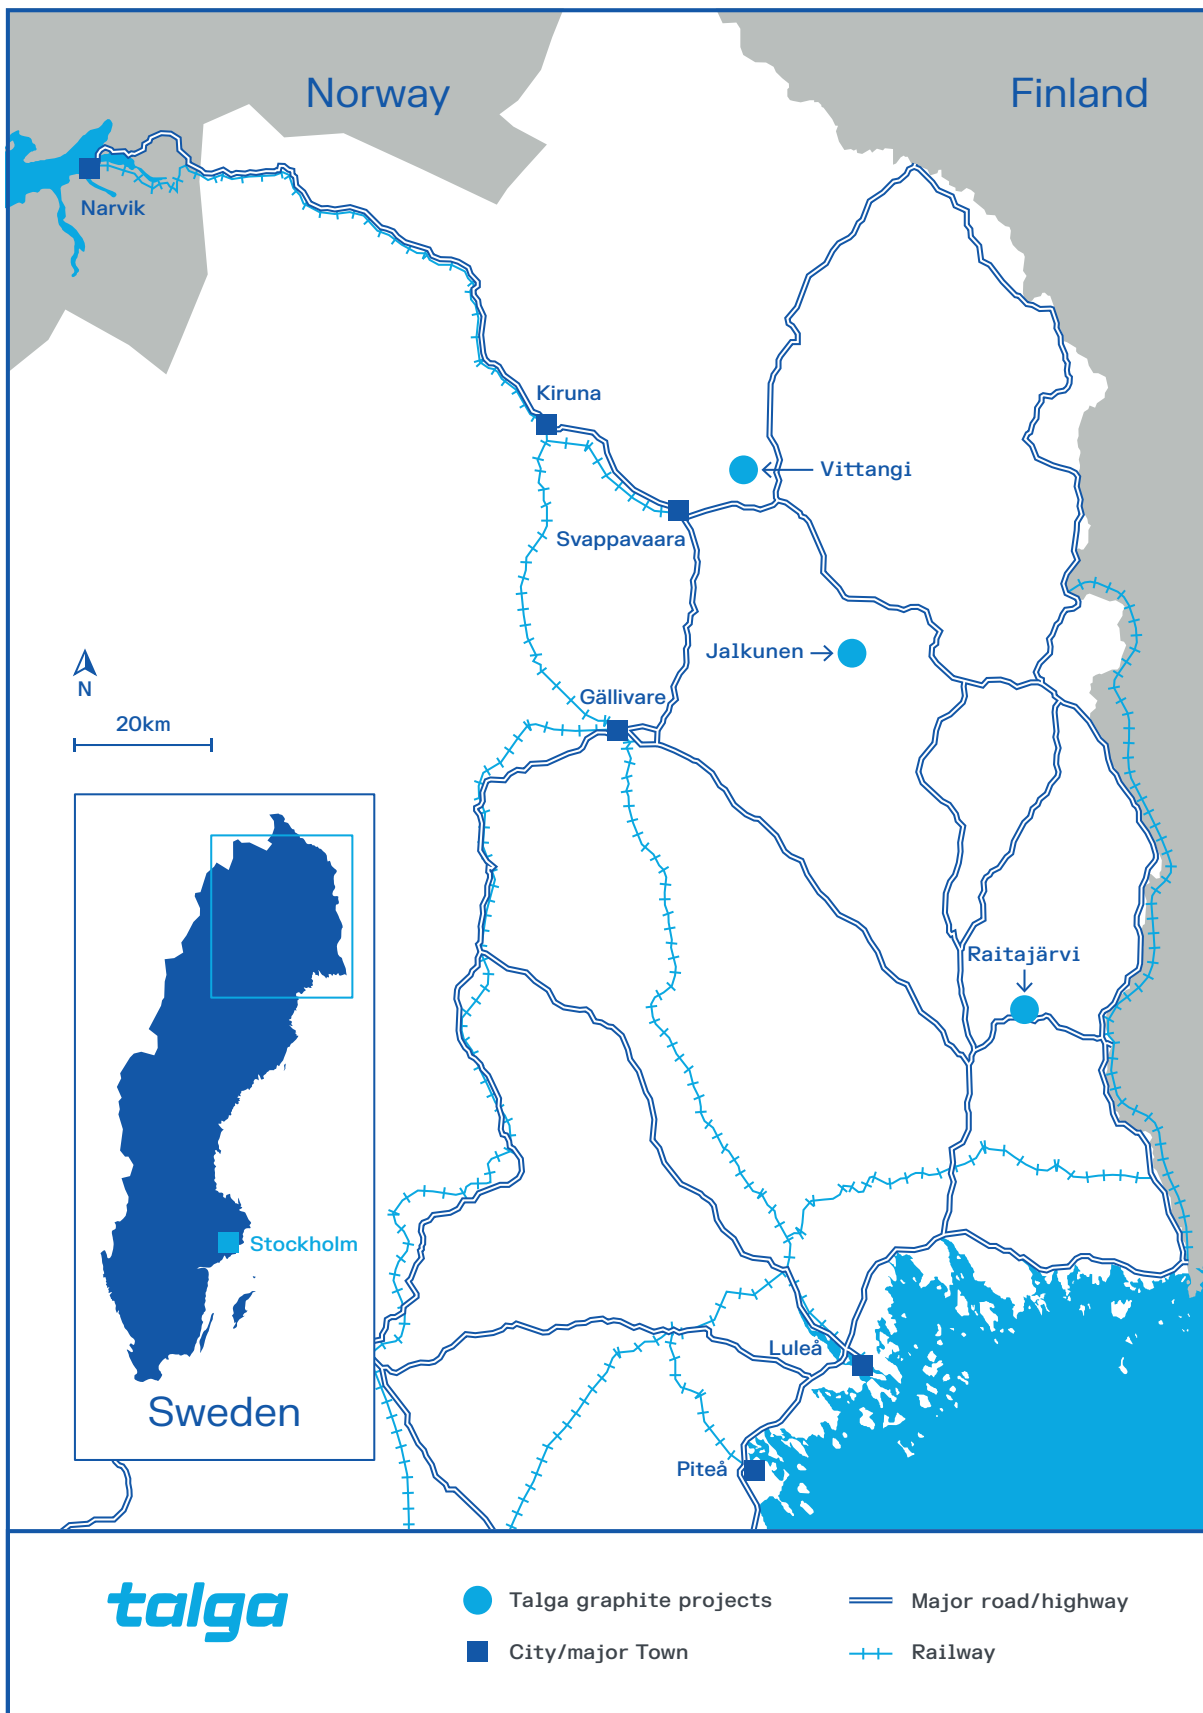 Norway
Finland
Narvik
Kiruna
Vittangi
Svappavaara
Jalkunen
N
Gällivare
20km
Raitajärvi
Stockholm
Luleå
Sweden
Piteå
talga
Talga graphite projects
Major road/highway
City/major Town
Railway